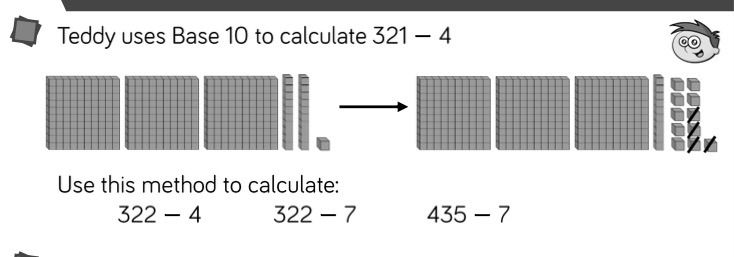 Teddy uses Base 10 to calculate 321 − 4
Use this method to calculate:
322 − 4 322 − 7 435 − 7